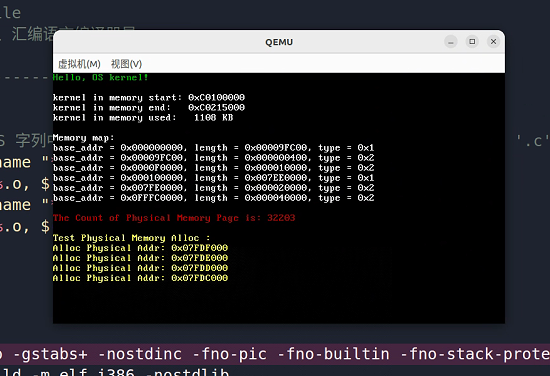 ile
汇编语言编译器是
QEMU
虚拟机(M) 视图(V)
Hello, OS kernel!
kernel in memory start: 0xC0100000
kernel in memory end:   0xC0215000
kernel in memory used:   1108 KB
Memory map:
base_addr = 0x000000000, length = 0x00009FC00, type = 0x1
base_addr = 0x00009FC00, length = 0x000000400, type = 0x2
base_addr = 0x0000F0000, length = 0x000010000, type = 0x2
base_addr = 0x000100000, length = 0x007EE0000, type = 0x1
base_addr = 0x007FE0000, length = 0x000020000, type = 0x2
base_addr = 0x0FFFC0000, length = 0x000040000, type = 0x2
The Count of Physical Memory Page is: 32203
Test Physical Memory Alloc :
Alloc Physical Addr: 0x07FDF000
Alloc Physical Addr: 0x07FDE000
Alloc Physical Addr: 0x07FDD000
Alloc Physical Addr: 0x07FDC000
S 字列中 '.c'
name "
%.o, $
name "
%.o, $
-gstabs+ -nostdinc -fno-pic -fno-builtin -fno-stack-prote
ld -m elf_i386 -nostdlib